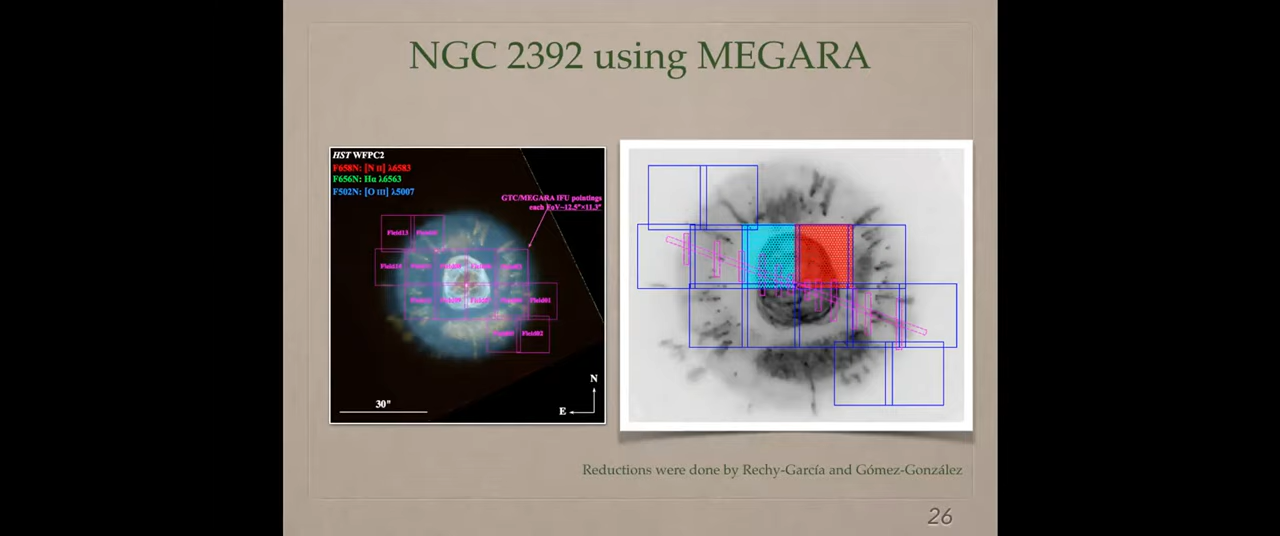 NGC 2392 using MEGARA
HST WFPC2
F658N: [N II] λ6583
F656N: Hα λ6563
F502N: [O III] λ5007
GTC/MEGARA IFU pointings
each FoV~12.5"×11.3"
Field13
Field01
Field02
30"
N
E
Reductions were done by Rechy-García and Gómez-González
26